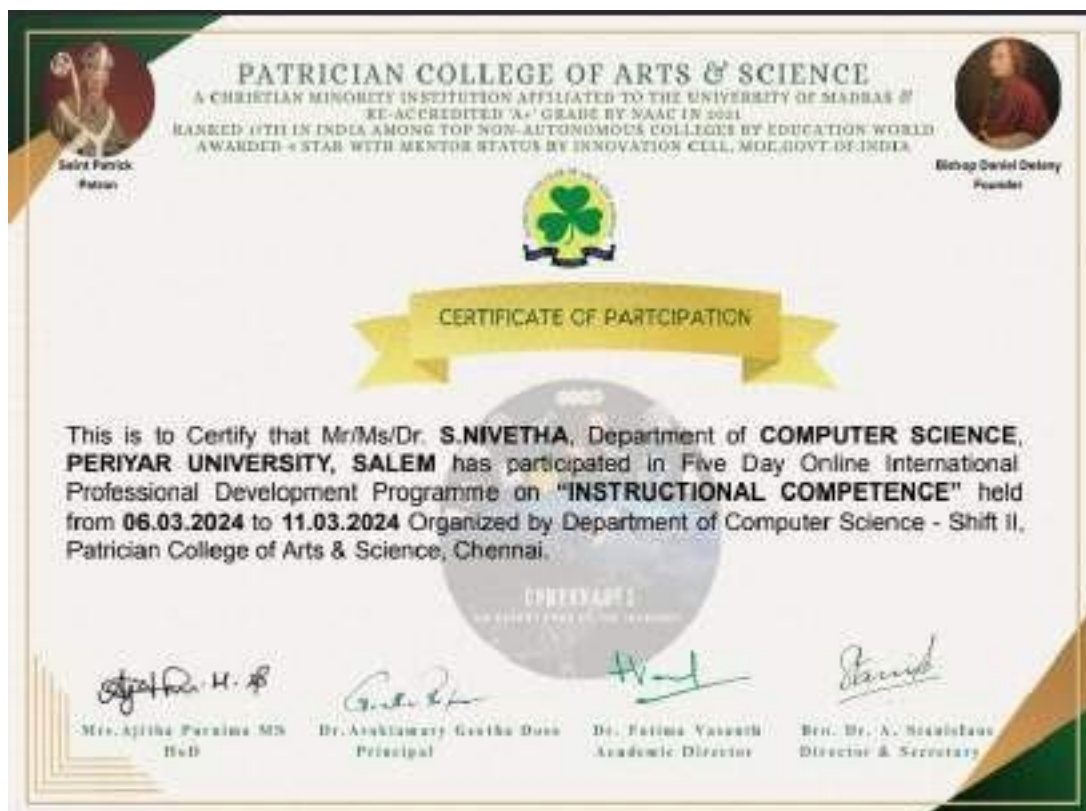 PATRICIAN COLLEGE OF ARTS & SCIENCE
A CHRISTIAN MINORITY INSTITUTION AFFILIATED TO THE UNIVERSITY OF MADRAS &
RE-ACCREDITED 'A+' GRADE BY NAAC IN 2021
RANKED IN INDIA AMONG TOP NON-AUTONOMOUS COLLEGES BY EDUCATION WORLD
AWARDED 4 STAR WITH MENTOR STATUS BY INNOVATION CELL, MOE,GOVT.OF.INDIA
Saint Patrick
Patron
Bishop Daniel Delany
Founder
CERTIFICATE OF PARTCIPATION
This is to Certify that Mr/Ms/Dr. S.NIVETHA, Department of COMPUTER SCIENCE,
PERIYAR UNIVERSITY, SALEM has participated in Five Day Online International
Professional Development Programme on “INSTRUCTIONAL COMPETENCE” held
from 06.03.2024 to 11.03.2024 Organized by Department of Computer Science - Shift II,
Patrician College of Arts & Science, Chennai.
Mrs.Ajitha Purnima MS
HoD
Dr. Geetha Doss
Principal
Dr. Fatima Vasanth
Academic Director
Bro. Dr. A. Stanislaus
Director & Secretary